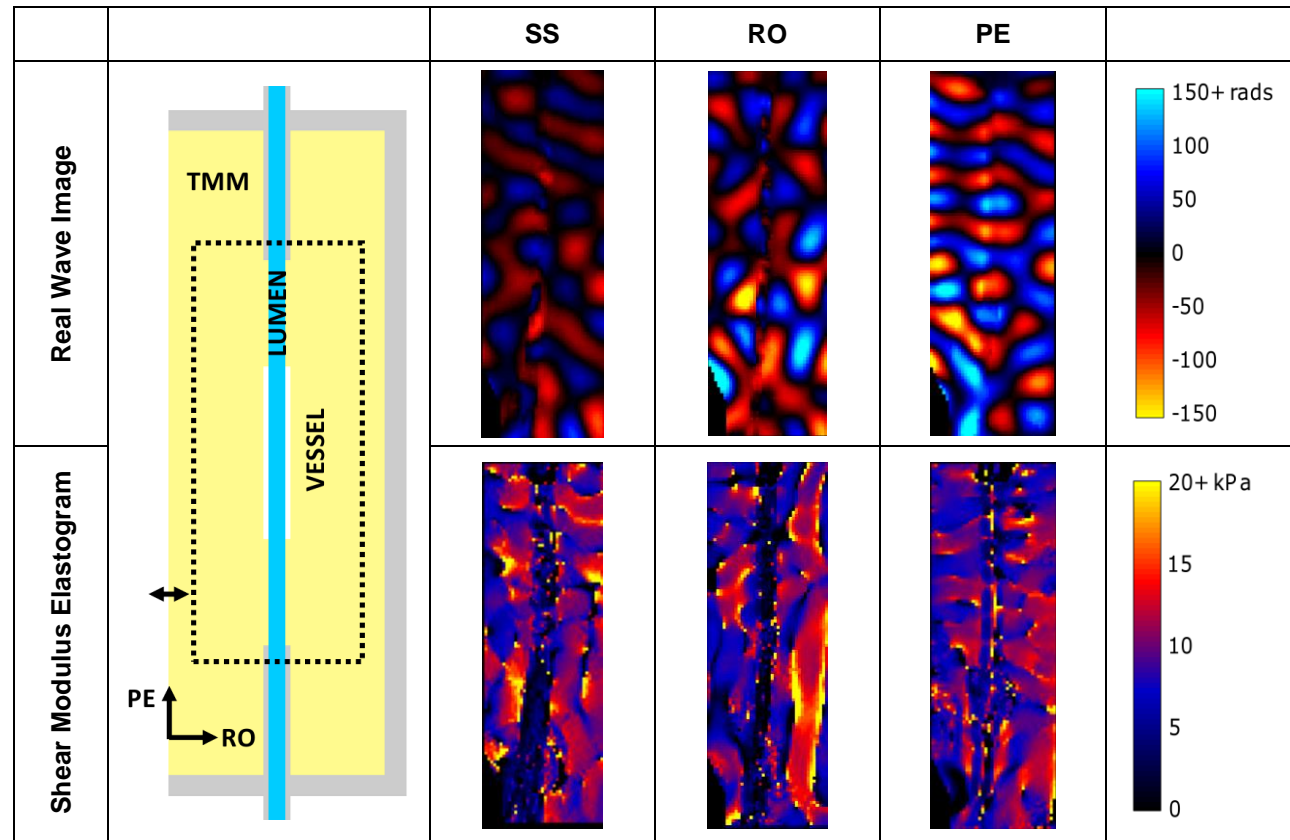 SS
RO
PE
Real Wave Image
TMM
LUMEN
VESSEL
PE
RO
150+ rads
100
50
0
-50
-100
-150
Shear Modulus Elastogram
20+ kPa
15
10
5
0